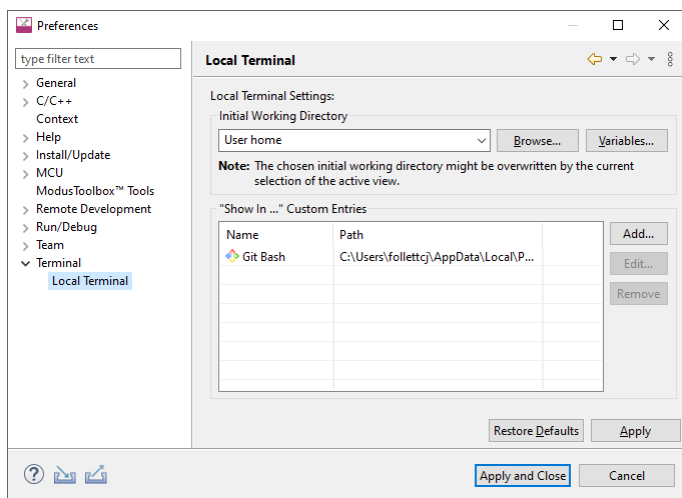 Preferences
type filter text
General
C/C++
Context
Help
Install/Update
MCU
ModusToolbox™ Tools
Remote Development
Run/Debug
Team
Terminal
Local Terminal
Local Terminal
Local Terminal Settings:
Initial Working Directory
User home
Browse...
Variables...
Note: The chosen initial working directory might be overwritten by the current
selection of the active view.
"Show In ..." Custom Entries
Name Path
Git Bash C:\Users\follettcj\AppData\Local\P...
Add...
Edit...
Remove
Restore Defaults
Apply
Apply and Close
Cancel